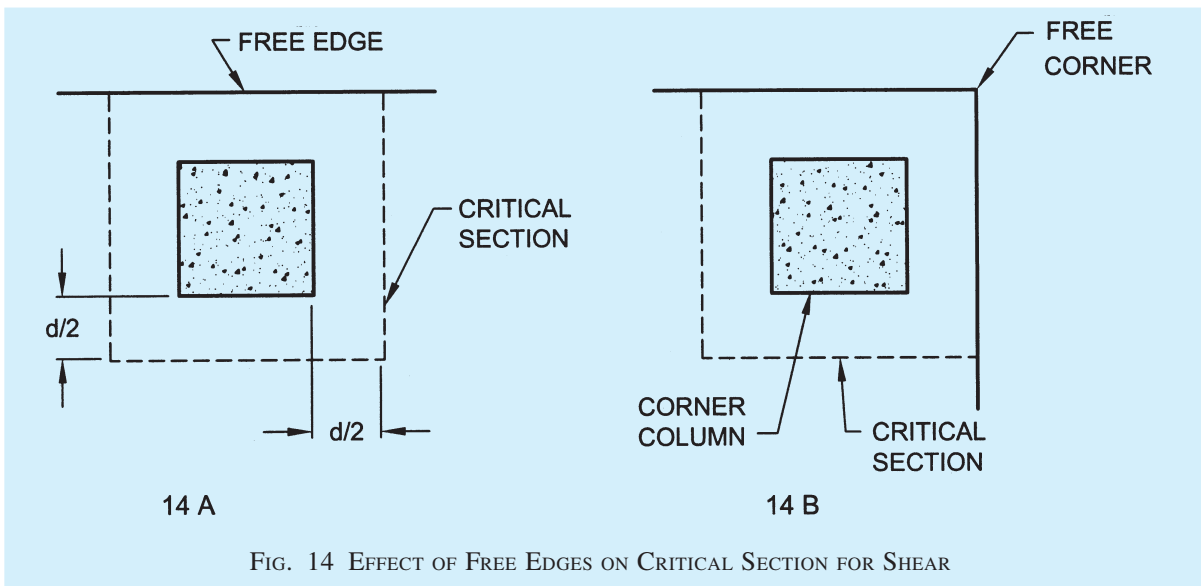 FREE EDGE
CRITICAL
SECTION
d/2
d/2
14 A
FREE
CORNER
CORNER
COLUMN
CRITICAL
SECTION
14 B
FIG. 14 EFFECT OF FREE EDGES ON CRITICAL SECTION FOR SHEAR